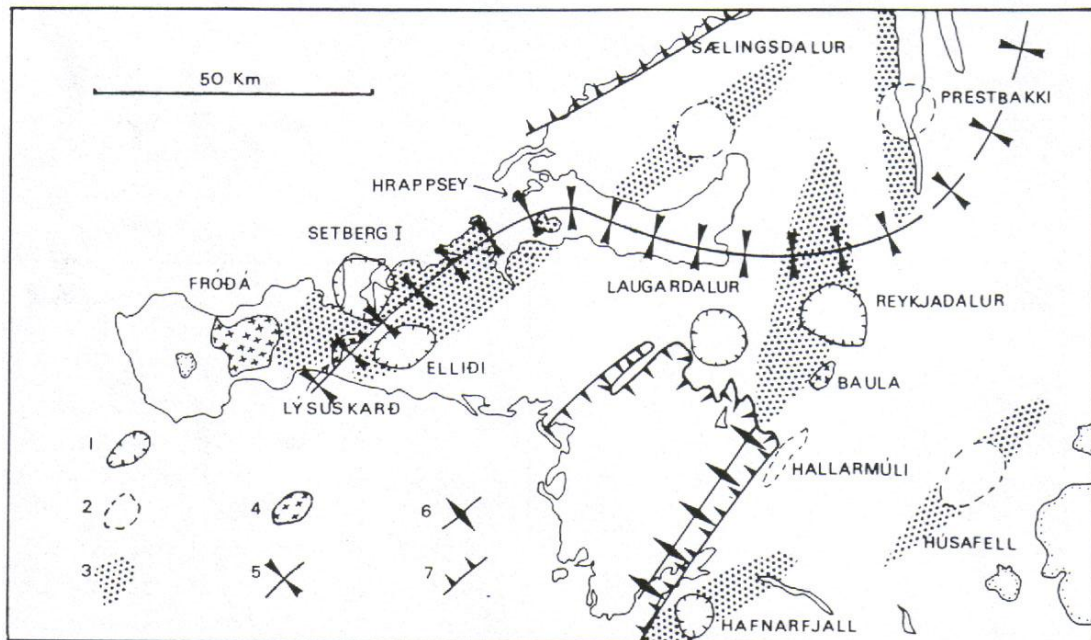 SÆLINGSDALUR
50 Km
PRESTBAKKI
HRAPPSEY
SETBERG I
FRÓÐÁ
LAUGARDALUR
REYKJADALUR
ELLIÐI
BAULA
LÝSUSKARÐ
1
HALLARMÚLI
2
4
6
HÚSAFELL
3
5
7
HAFNARFJALL